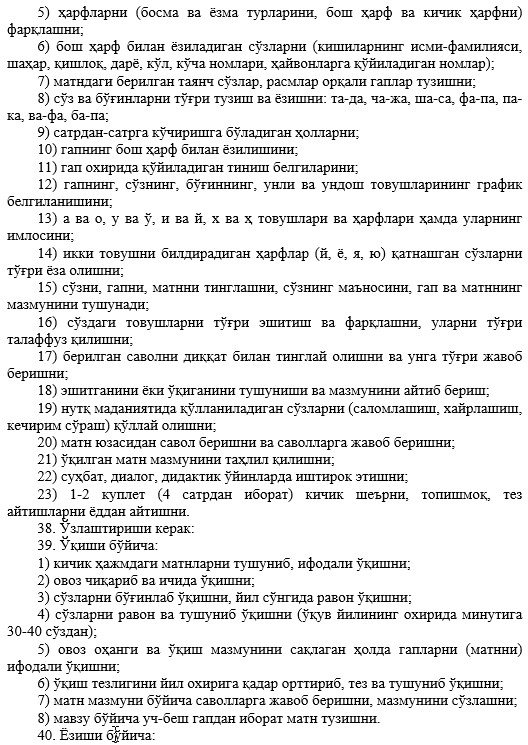 5) ҳарфларни (босма ва ёзма турларини, бош ҳарф ва кичик ҳарфни)
фарқлашни;
6) бош ҳарф билан ёзиладиган сўзларни (кишиларнинг исми-фамилияси,
шаҳар, қишлоқ, дарё, кўл, кўча номлари, ҳайвонларга қўйиладиган номлар);
7) матндаги берилган таянч сўзлар, расмлар орқали гаплар тузишни;
8) сўз ва бўғинларни тўғри тузиш ва ёзишни: та-да, ча-жа, ша-са, фа-па, па-
ка, ва-фа, ба-па;
9) сатрдан-сатрга кўчиришга бўладиган ҳолларни;
10) гапнинг бош ҳарф билан ёзилишини;
11) гап охирида қўйиладиган тиниш белгиларини;
12) гапнинг, сўзнинг, бўғиннинг, унли ва ундош товушларининг график
белгиланишини;
13) а ва о, у ва ў, и ва й, х ва ҳ товушлари ва ҳарфлари ҳамда уларнинг
имлосини;
14) икки товушни билдирадиган ҳарфлар (й, ё, я, ю) қатнашган сўзларни
тўғри ёза олишни;
15) сўзни, гапни, матнни тинглашни, сўзнинг маъносини, гап ва матннинг
мазмунини тушунади;
16) сўздаги товушларни тўғри эшитиш ва фарқлашни, уларни тўғри
талаффуз қилишни;
17) берилган саволни диққат билан тинглай олишни ва унга тўғри жавоб
беришни;
18) эшитганини ёки ўқиганини тушуниши ва мазмунини айтиб бериш;
19) нутқ маданиятида қўлланиладиган сўзларни (саломлашиш, хайрлашиш,
кечирим сўраш) қўллай олишни;
20) матн юзасидан савол беришни ва саволларга жавоб беришни;
21) ўқилган матн мазмунини таҳлил қилишни;
22) суҳбат, диалог, дидактик ўйинларда иштирок этишни;
23) 1-2 куплет (4 сатрдан иборат) кичик шеърни, топишмоқ, тез
айтишларни ёддан айтишни.
38. Ўзлаштириши керак:
39. Ўқиши бўйича:
1) кичик ҳажмдаги матнларни тушуниб, ифодали ўқишни;
2) овоз чиқариб ва ичида ўқишни;
3) сўзларни бўғинлаб ўқишни, йил сўнгида равон ўқишни;
4) сўзларни равон ва тушуниб ўқишни (ўқув йилининг охирида минутига
30-40 сўздан);
5) овоз оҳанги ва ўқиш мазмунини сақлаган ҳолда гапларни (матнни)
ифодали ўқишни;
6) ўқиш тезлигини йил охирига қадар орттириб, тез ва тушуниб ўқишни;
7) матн мазмуни бўйича саволларга жавоб беришни, мазмунини сўзлашни;
8) мавзу бўйича уч-беш гапдан иборат матн тузишни.
40. Ёзиши бўйича: